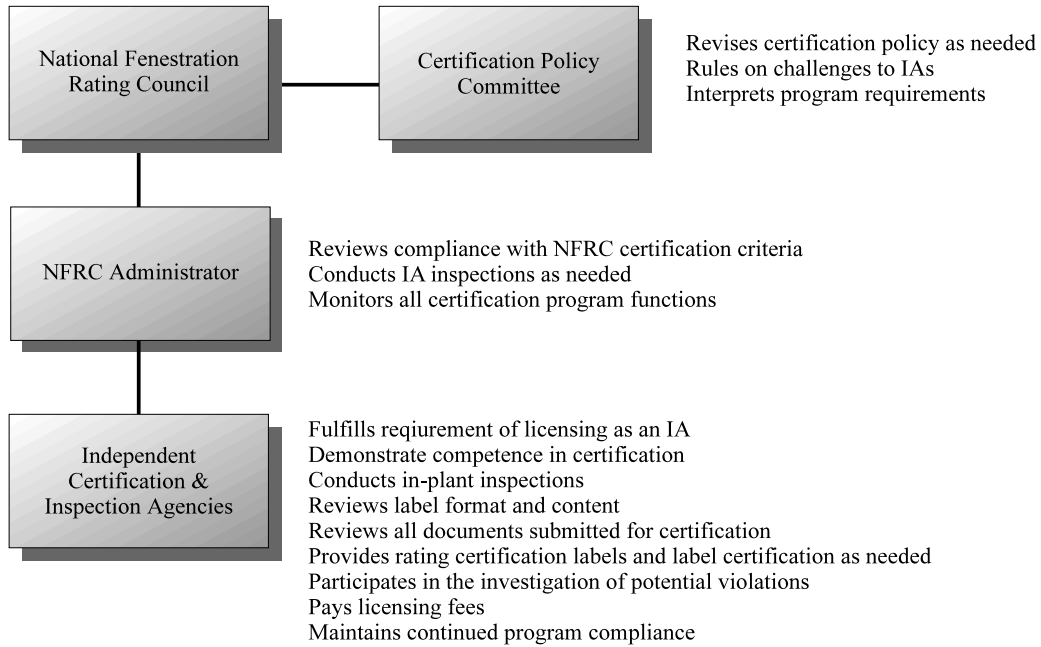 National Fenestration
Rating Council
Certification Policy
Committee
Revises certification policy as needed
Rules on challenges to IAs
Interprets program requirements
NFRC Administrator
Reviews compliance with NFRC certification criteria
Conducts IA inspections as needed
Monitors all certification program functions
Independent
Certification &
Inspection Agencies
Fulfills reqiurement of licensing as an IA
Demonstrate competence in certification
Conducts in-plant inspections
Reviews label format and content
Reviews all documents submitted for certification
Provides rating certification labels and label certification as needed
Participates in the investigation of potential violations
Pays licensing fees
Maintains continued program compliance